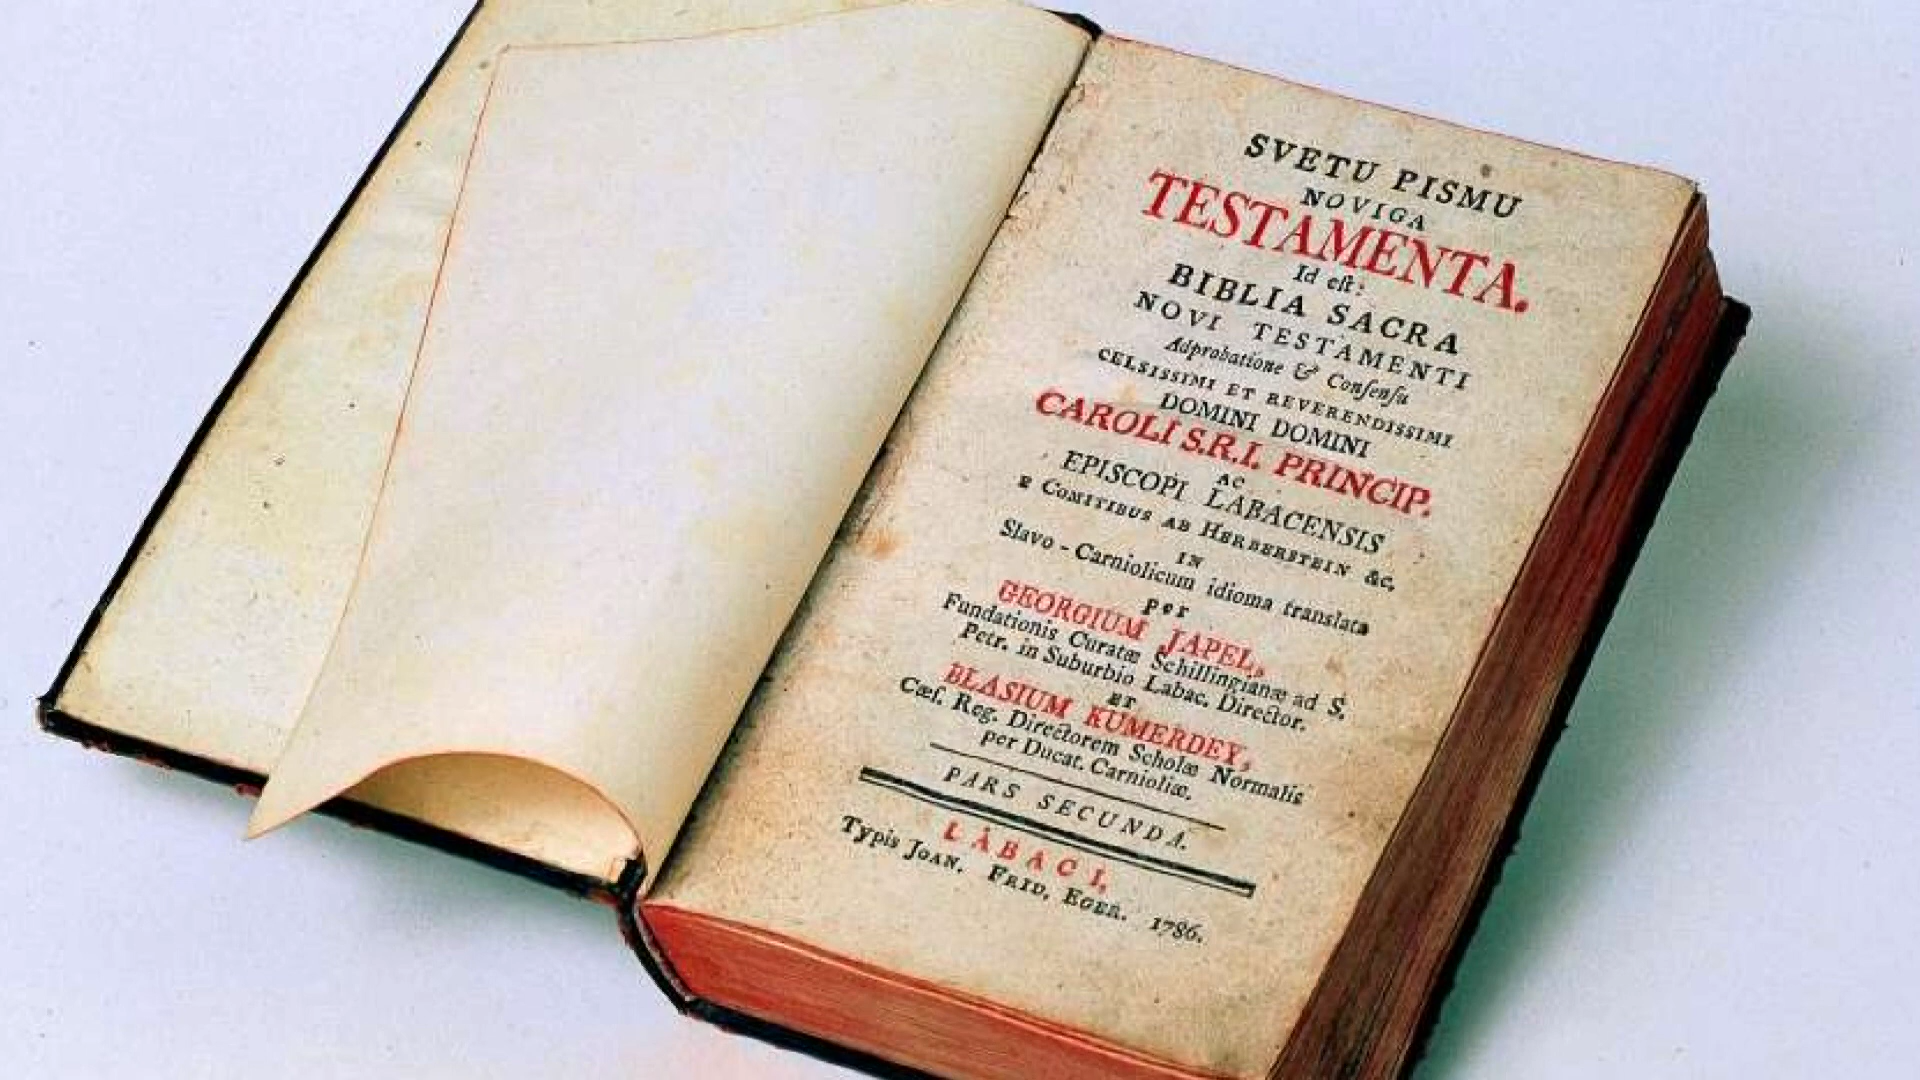 SVETU PISMU
NOVIGA
TESTAMENTA.
Id eſt:
BIBLIA SACRA
NOVI TESTAMENTI
Adprobatione & Conſenſu
CELSISSIMI ET REVERENDISSIMI
DOMINI DOMINI
CAROLI S.R.I. PRINCIP.
AC
EPISCOPI LABACENSIS
E COMITIBUS AB HERBERSTEIN &c,
IN
Slavo-Carniolicum idioma translata
per
GEORGIUM JAPEL,
Fundationis Curatæ Schillingianæ ad S.
Petr. in Suburbio Labac. Director.
ET
BLASIUM KUMERDEY,
Cæſ. Reg. Directorem Scholæ Normalis
per Ducat. Carnioliæ.
PARS SECUNDA.
LABACI,
Typis JOAN. FRID. EGER. 1786.